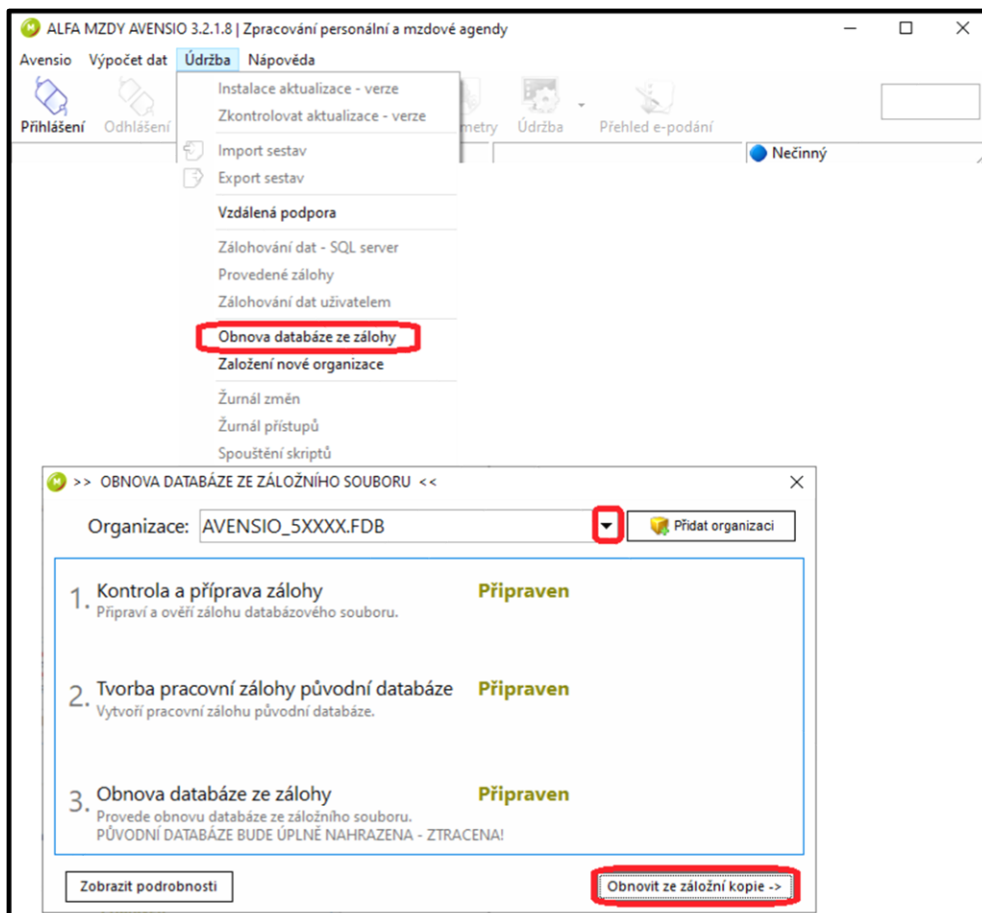 ALFA MZDY AVENSIO 3.2.1.8 | Zpracování personální a mzdové agendy
Avensio Výpočet dat Údržba Nápověda
Přihlášení Odhlášení metry Údržba Přehled e-podání
Nečinný
Instalace aktualizace - verze
Zkontrolovat aktualizace - verze
Import sestav
Export sestav
Vzdálená podpora
Zálohování dat - SQL server
Provedené zálohy
Zálohování dat uživatelem
Obnova databáze ze zálohy
Založení nové organizace
Žurnál změn
Žurnál přístupů
Spouštění skriptů
>> OBNOVA DATABÁZE ZE ZÁLOŽNÍHO SOUBORU <<
Organizace: AVENSIO_5XXXX.FDB Přidat organizaci
1. Kontrola a příprava zálohy Připraven
Připraví a ověří zálohu databázového souboru.
2. Tvorba pracovní zálohy původní databáze Připraven
Vytvoří pracovní zálohu původní databáze.
3. Obnova databáze ze zálohy Připraven
Provede obnovu databáze ze záložního souboru.
PŮVODNÍ DATABÁZE BUDE ÚPLNĚ NAHRAZENA - ZTRACENA!
Zobrazit podrobnosti Obnovit ze záložní kopie ->